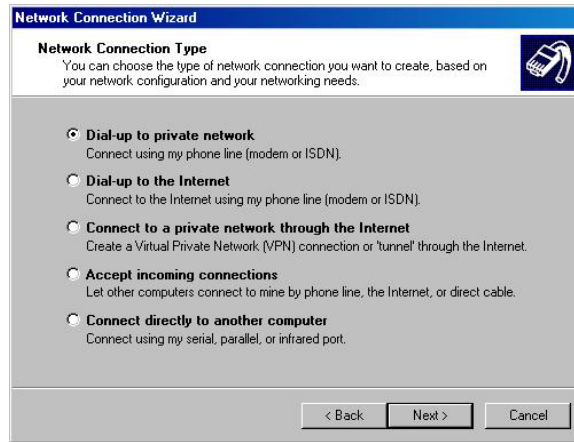 Network Connection Wizard
Network Connection Type
You can choose the type of network connection you want to create, based on
your network configuration and your networking needs.
Dial-up to private network
Connect using my phone line (modem or ISDN).
Dial-up to the Internet
Connect to the Internet using my phone line (modem or ISDN).
Connect to a private network through the Internet
Create a Virtual Private Network (VPN) connection or 'tunnel' through the Internet.
Accept incoming connections
Let other computers connect to mine by phone line, the Internet, or direct cable.
Connect directly to another computer
Connect using my serial, parallel, or infrared port.
< Back Next > Cancel